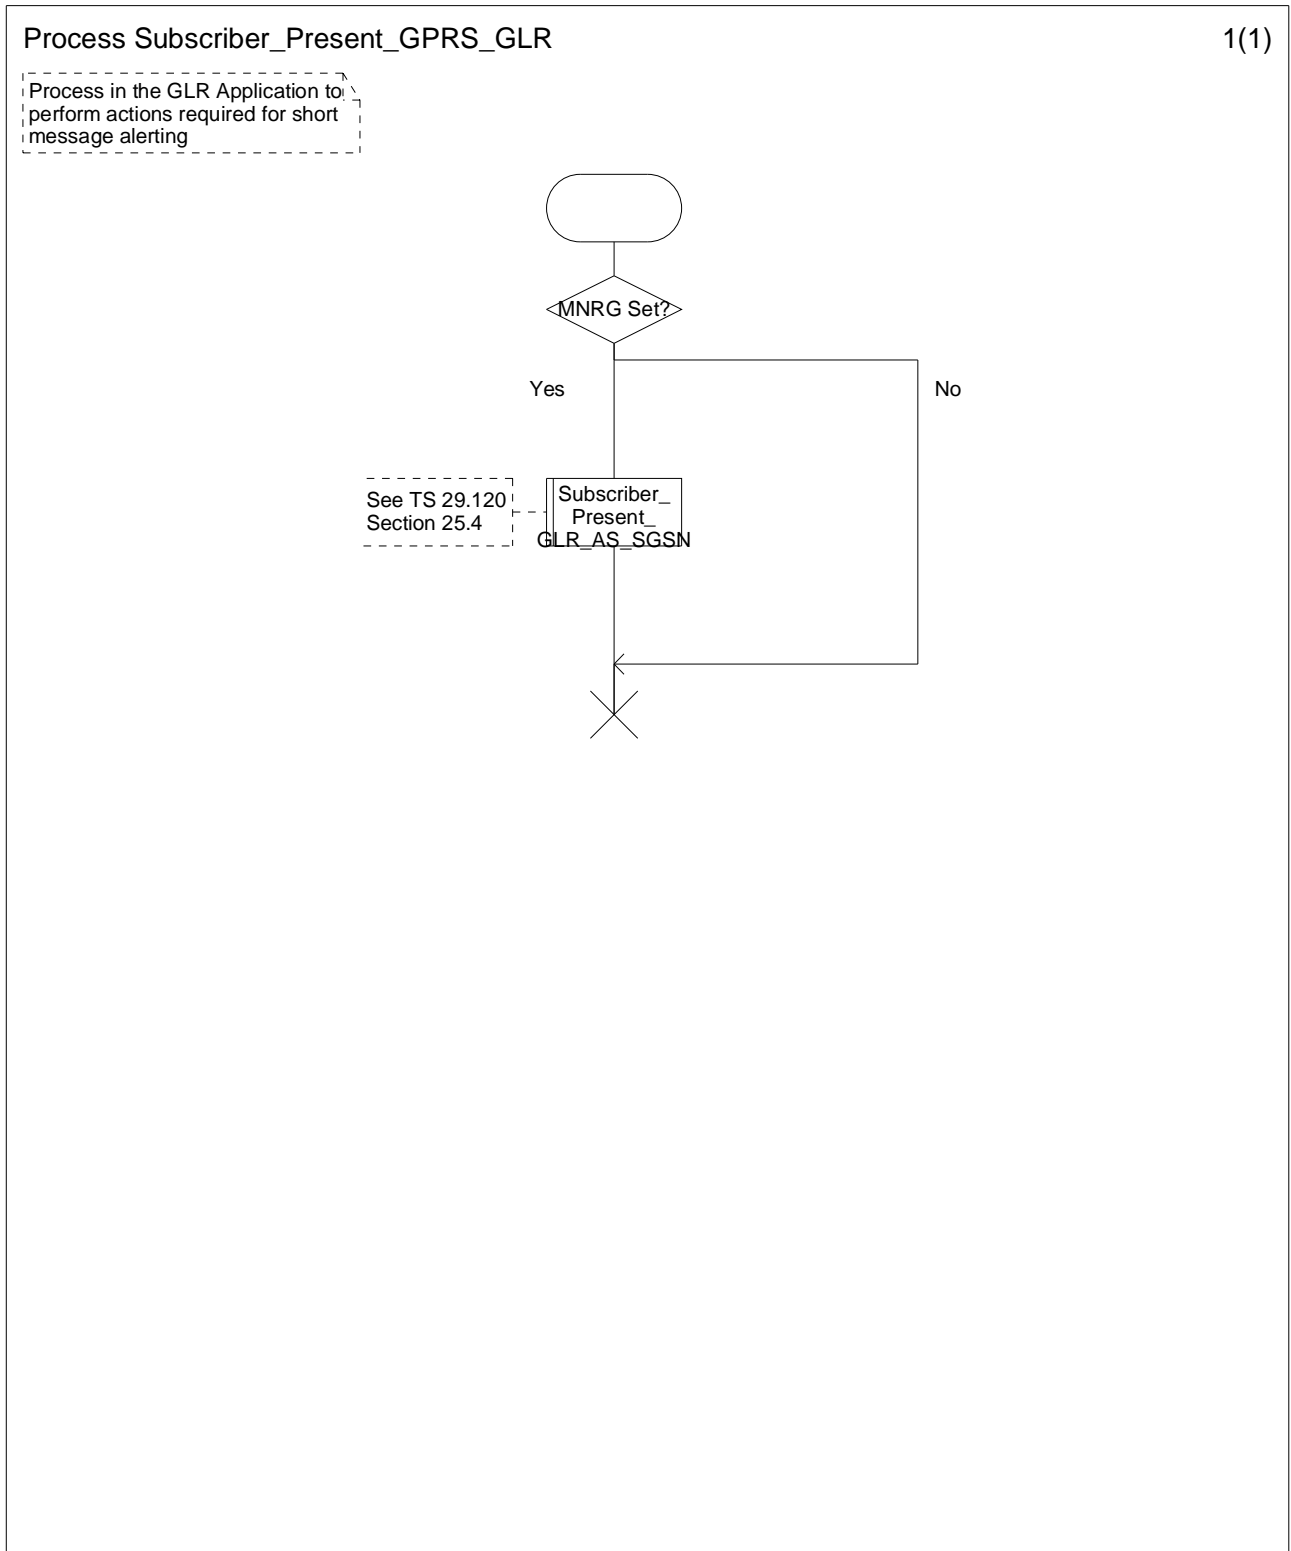 Process Subscriber_Present_GPRS_GLR
1(1)
Process in the GLR Application to
perform actions required for short
message alerting
MNRG Set?
Yes
No
See TS 29.120
Section 25.4
Subscriber_
Present_
GLR_AS_SGSN